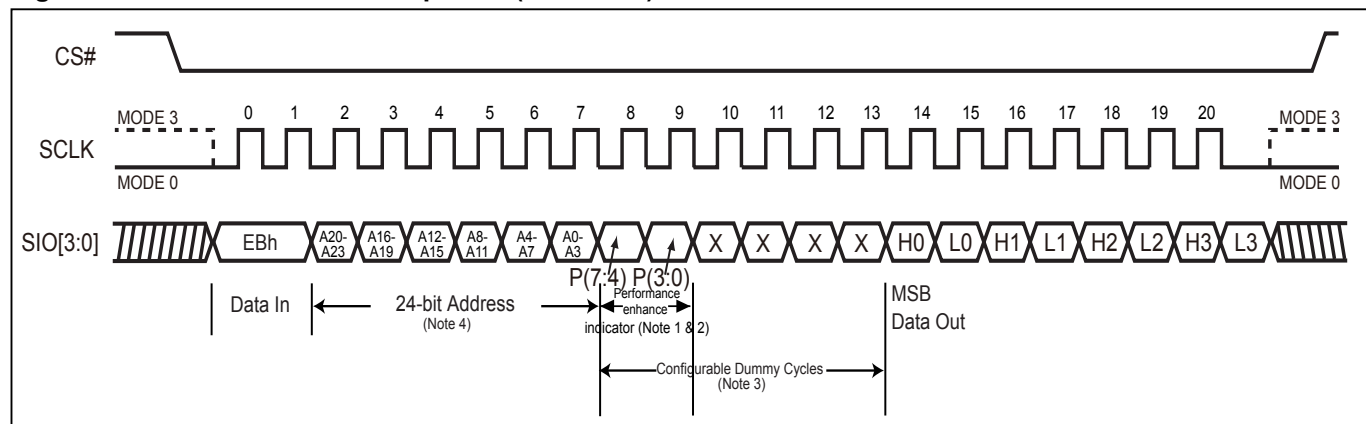 CS#
MODE 3
0 1 2 3 4 5 6 7 8 9 10 11 12 13 14 15 16 17 18 19 20
MODE 3
SCLK
MODE 0
MODE 0
SIO[3:0]
EBh
A20-
A23
A16-
A19
A12-
A15
A8-
A11
A4-
A7
A0-
A3
X X X X H0 L0 H1 L1 H2 L2 H3 L3
P(7:4) P(3:0)
Data In
24-bit Address
(Note 4)
Performance
enhance
indicator (Note 1 & 2)
MSB
Data Out
Configurable Dummy Cycles
(Note 3)